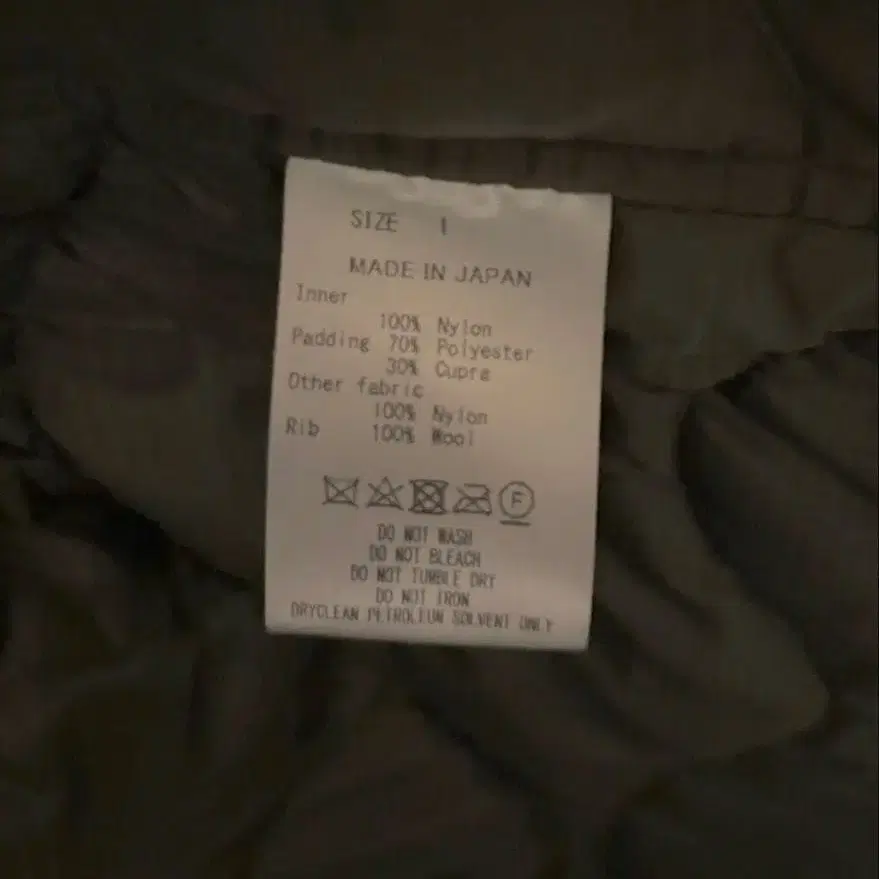 SIZE 1
MADE IN JAPAN
Inner
100% Nylon
Padding 70% Polyester
30% Cupra
Other fabric
100% Nylon
Rib 100% Wool
F
DO NOT WASH
DO NOT BLEACH
DO NOT TUMBLE DRY
DO NOT IRON
DRYCLEAN PETROLEUM SOLVENT ONLY